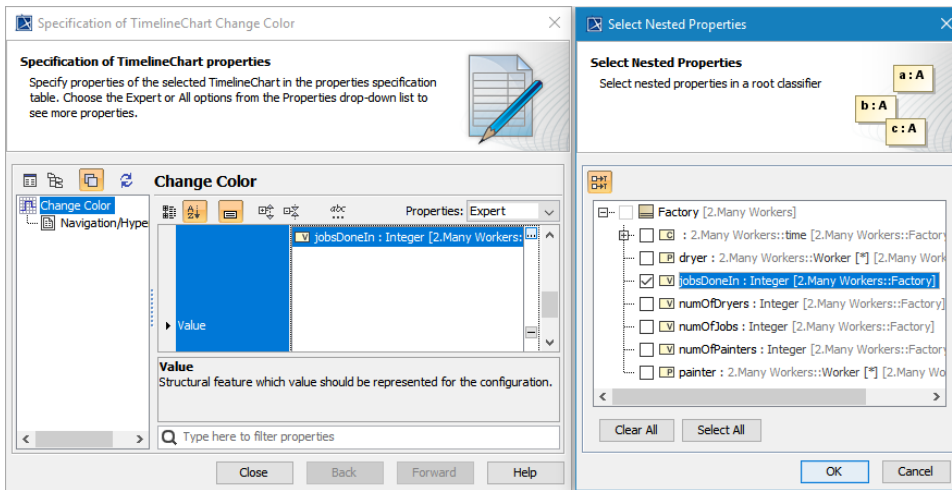 Specification of TimelineChart Change Color
Specification of TimelineChart properties
Specify properties of the selected TimelineChart in the properties specification
table. Choose the Expert or All options from the Properties drop-down list to
see more properties.
Change Color
Change Color
Navigation/Hype
abc
Properties: Expert
jobsDoneIn : Integer [2.Many Workers:
Value
Value
Structural feature which value should be represented for the configuration.
Type here to filter properties
Close
Back
Forward
Help
Select Nested Properties
Select Nested Properties
Select nested properties in a root classifier
a : A
b : A
c : A
Factory [2.Many Workers]
C : 2.Many Workers::time [2.Many Workers::Factory
P dryer : 2.Many Workers::Worker [*] [2.Many Work
V jobsDoneIn : Integer [2.Many Workers::Factory]
V numOfDryers : Integer [2.Many Workers::Factory]
V numOfJobs : Integer [2.Many Workers::Factory]
V numOfPainters : Integer [2.Many Workers::Factory
P painter : 2.Many Workers::Worker [*] [2.Many Wo
Clear All
Select All
OK
Cancel